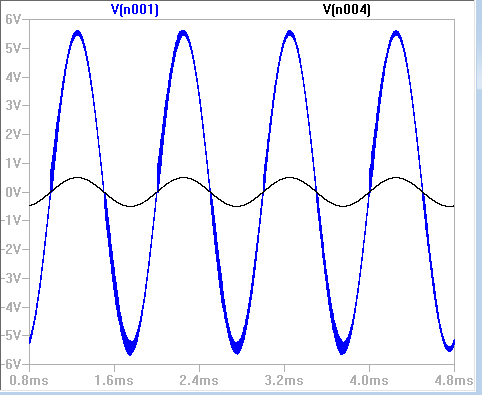 V(n001) V(n004)
6V
5V
4V
3V
2V
1V
0V
-1V
-2V
-3V
-4V
-5V
-6V
0.8ms 1.6ms 2.4ms 3.2ms 4.0ms 4.8ms